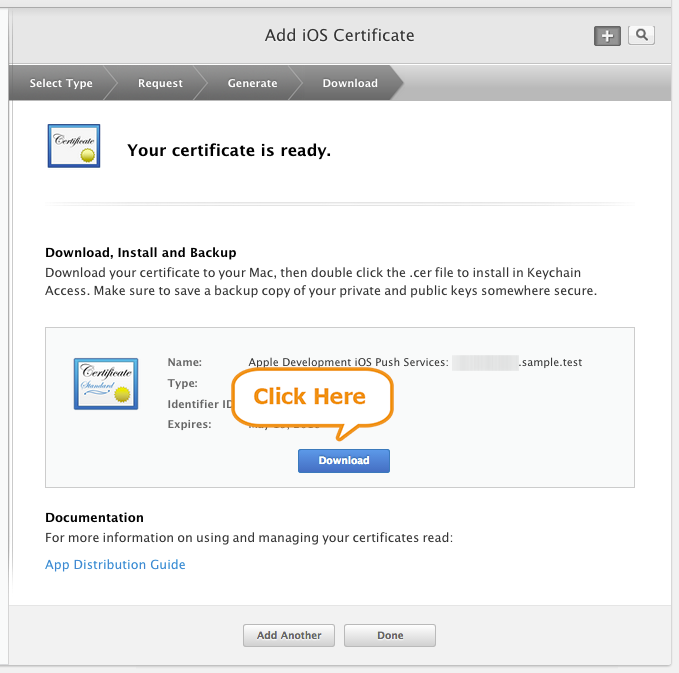 Add iOS Certificate
Select Type
Request
Generate
Download
Certificate
Your certificate is ready.
Download, Install and Backup
Download your certificate to your Mac, then double click the .cer file to install in Keychain
Access. Make sure to save a backup copy of your private and public keys somewhere secure.
Certificate
Standard
Name: Apple Development iOS Push Services: .sample.test
Type:
Identifier ID
Expires:
Click Here
Download
Documentation
For more information on using and managing your certificates read:
App Distribution Guide
Add Another
Done